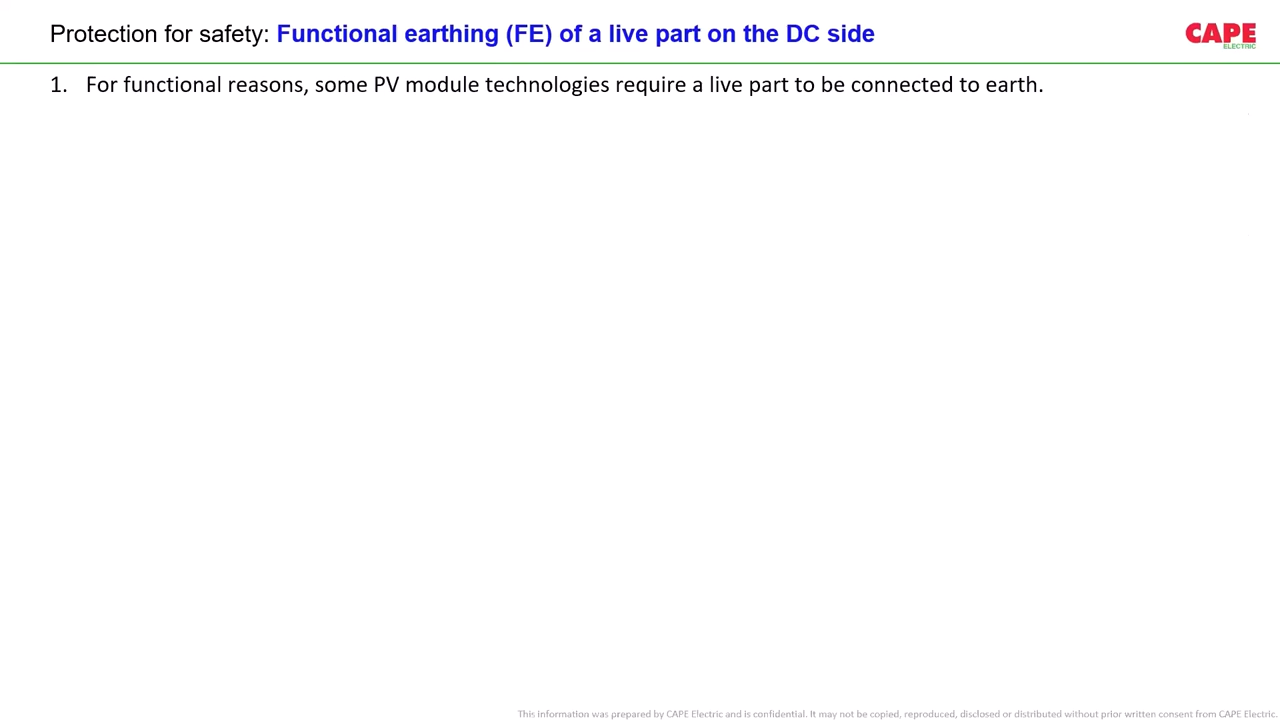 Protection for safety: Functional earthing (FE) of a live part on the DC side
CAPE
ELECTRIC
1. For functional reasons, some PV module technologies require a live part to be connected to earth.
This information was prepared by CAPE Electric and is confidential. It may not be copied, reproduced, disclosed or distributed without prior written consent from CAPE Electric.